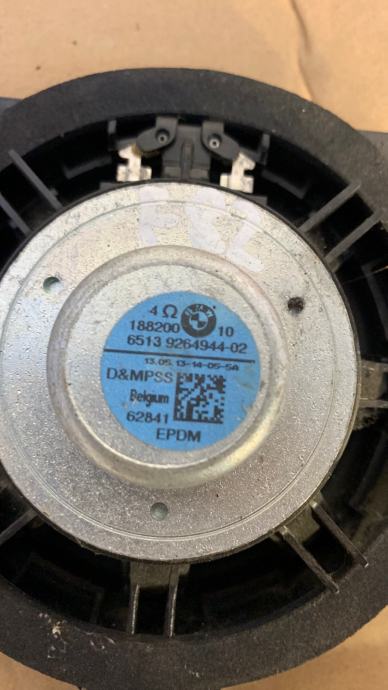 4 Ω
188200 10
6513 9264944-02
13.05.13-14-05-5A
D&MPSS
Belgium
62841
EPDM